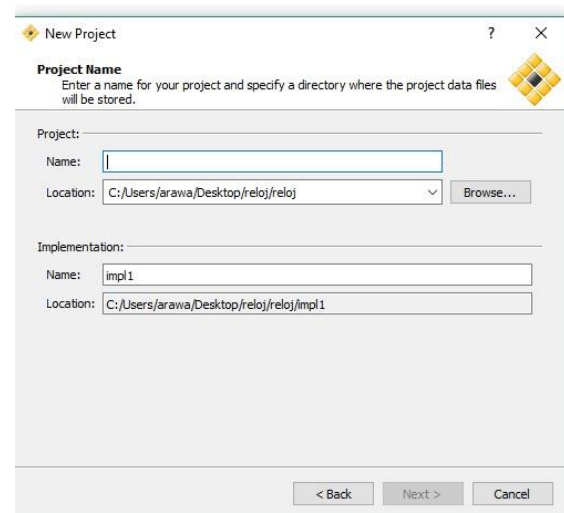 New Project
? X
Project Name
Enter a name for your project and specify a directory where the project data files
will be stored.
Project:
Name:
Location: C:/Users/arawa/Desktop/reloj/reloj Browse...
Implementation:
Name: impl1
Location: C:/Users/arawa/Desktop/reloj/reloj/impl1
< Back Next > Cancel